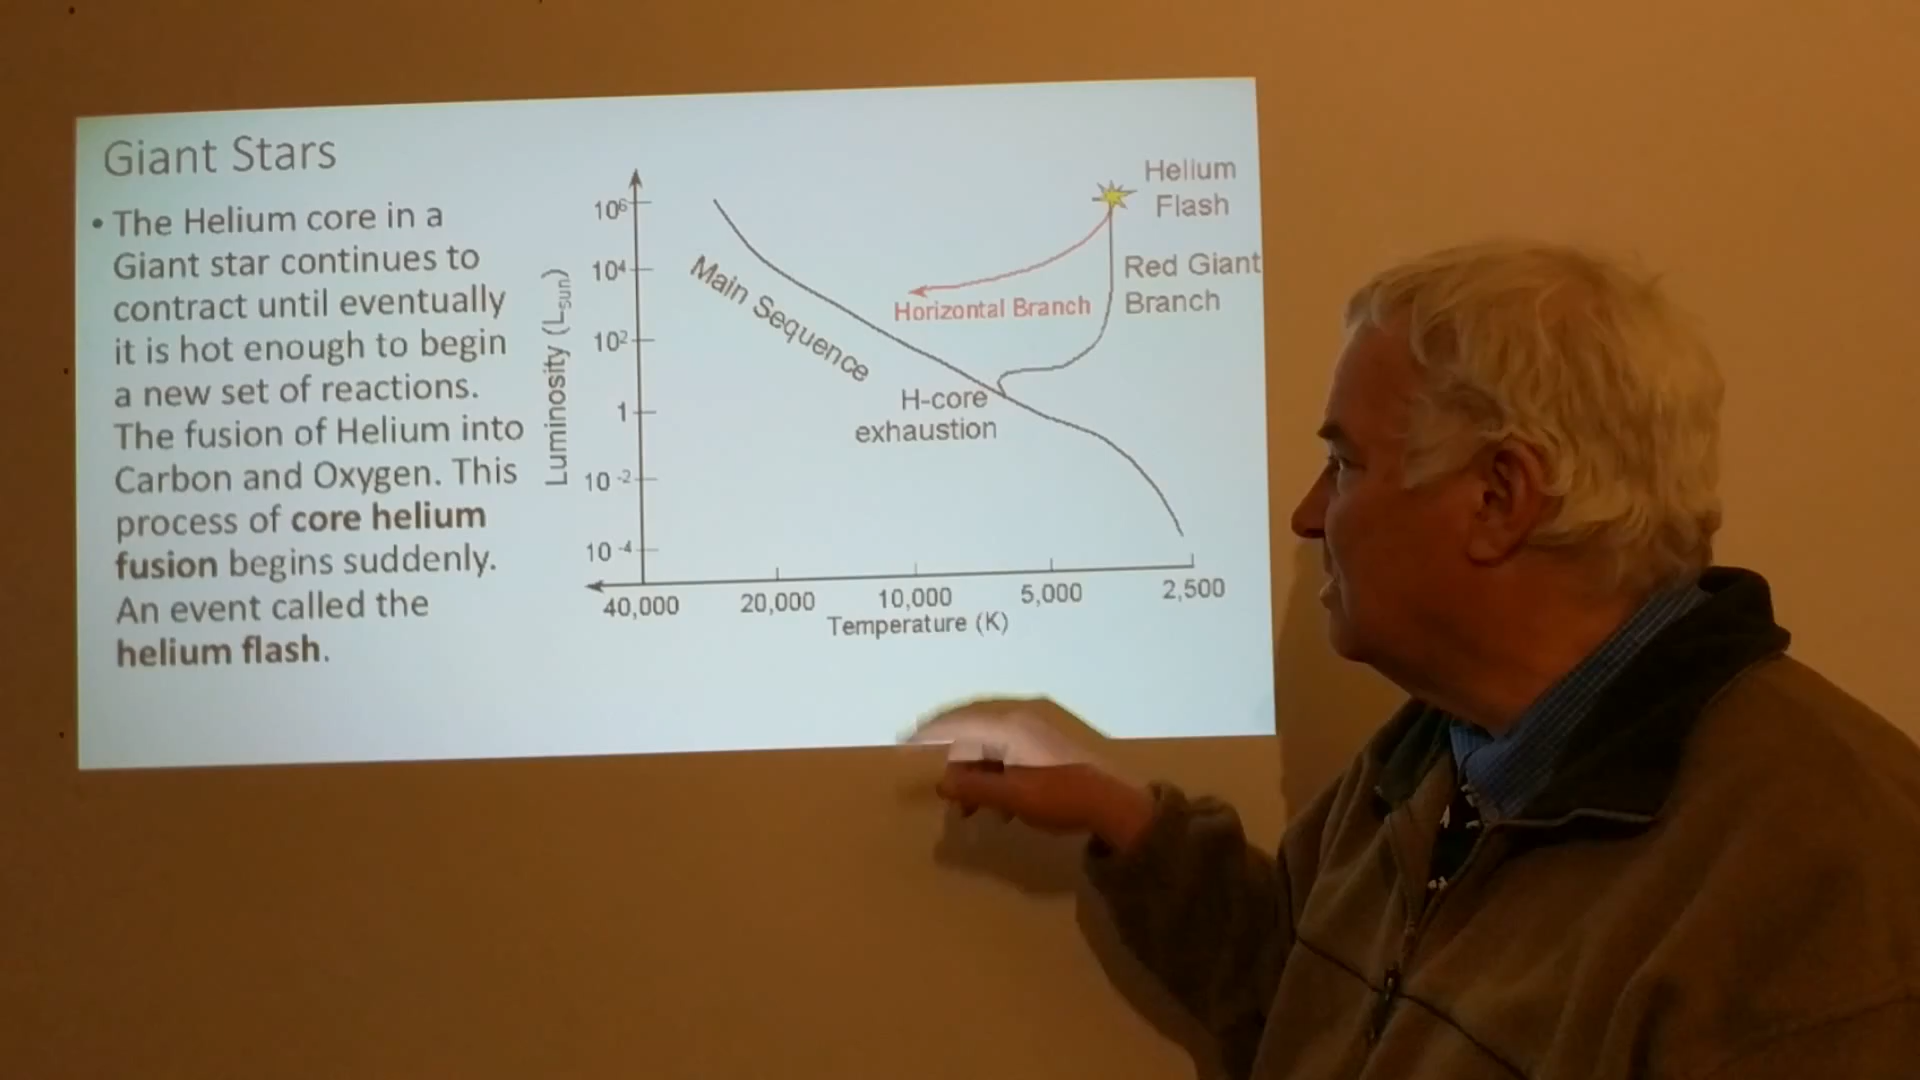 Giant Stars
• The Helium core in a
Giant star continues to
contract until eventually
it is hot enough to begin
a new set of reactions.
The fusion of Helium into
Carbon and Oxygen. This
process of core helium
fusion begins suddenly.
An event called the
helium flash.
Luminosity (Lsun)
10⁶
10⁴
10²
1
10⁻²
10⁻⁴
Main Sequence
Helium
Flash
Red Giant
Branch
Horizontal Branch
H-core
exhaustion
40,000 20,000 10,000 5,000 2,500
Temperature (K)